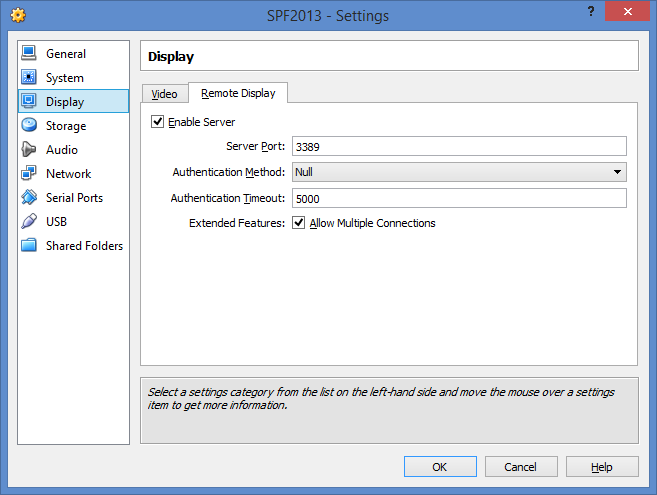 SPF2013 - Settings
?
General
System
Display
Storage
Audio
Network
Serial Ports
USB
Shared Folders
Display
Video
Remote Display
Enable Server
Server Port: 3389
Authentication Method: Null
Authentication Timeout: 5000
Extended Features: Allow Multiple Connections
Select a settings category from the list on the left-hand side and move the mouse over a settings
item to get more information.
OK Cancel Help